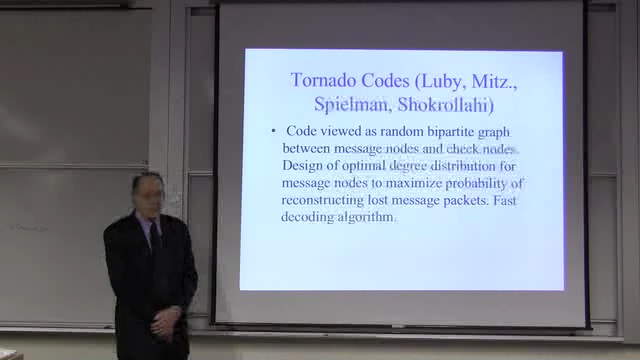 Tornado Codes (Luby, Mitz.,
Spielman, Shokrollahi)
• Code viewed as random bipartite graph
between message nodes and check nodes.
Design of optimal degree distribution for
message nodes to maximize probability of
reconstructing lost message packets. Fast
decoding algorithm.